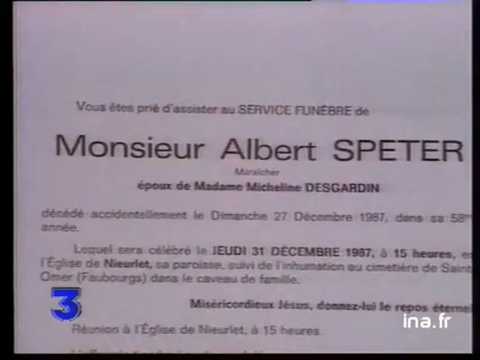 Vous êtes prié d'assister au SERVICE FUNÈBRE de
Monsieur Albert SPETER
Maraîcher
époux de Madame Micheline DESGARDIN
décédé accidentellement le Dimanche 27 Décembre 1987, dans sa 58me
année.
Lequel sera célébré le JEUDI 31 DÉCEMBRE 1987, à 15 heures, en
l'Église de Nieurlet, sa paroisse, suivi de l'inhumation au cimetière de Saint
Omer (Faubourgs) dans le caveau de famille.
Miséricordieux Jésus, donnez-lui le repos éterne
3
ina.fr
Réunion à l'Église de Nieurlet, à 15 heures.